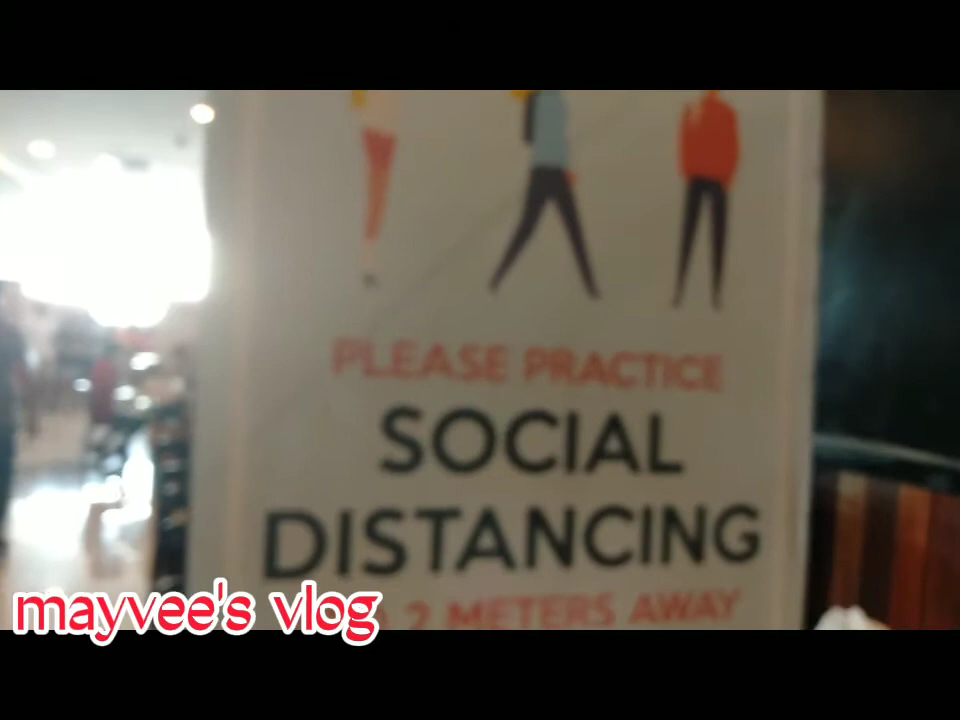 PLEASE PRACTICE
SOCIAL
DISTANCING
2 METERS AWAY
mayvee's vlog